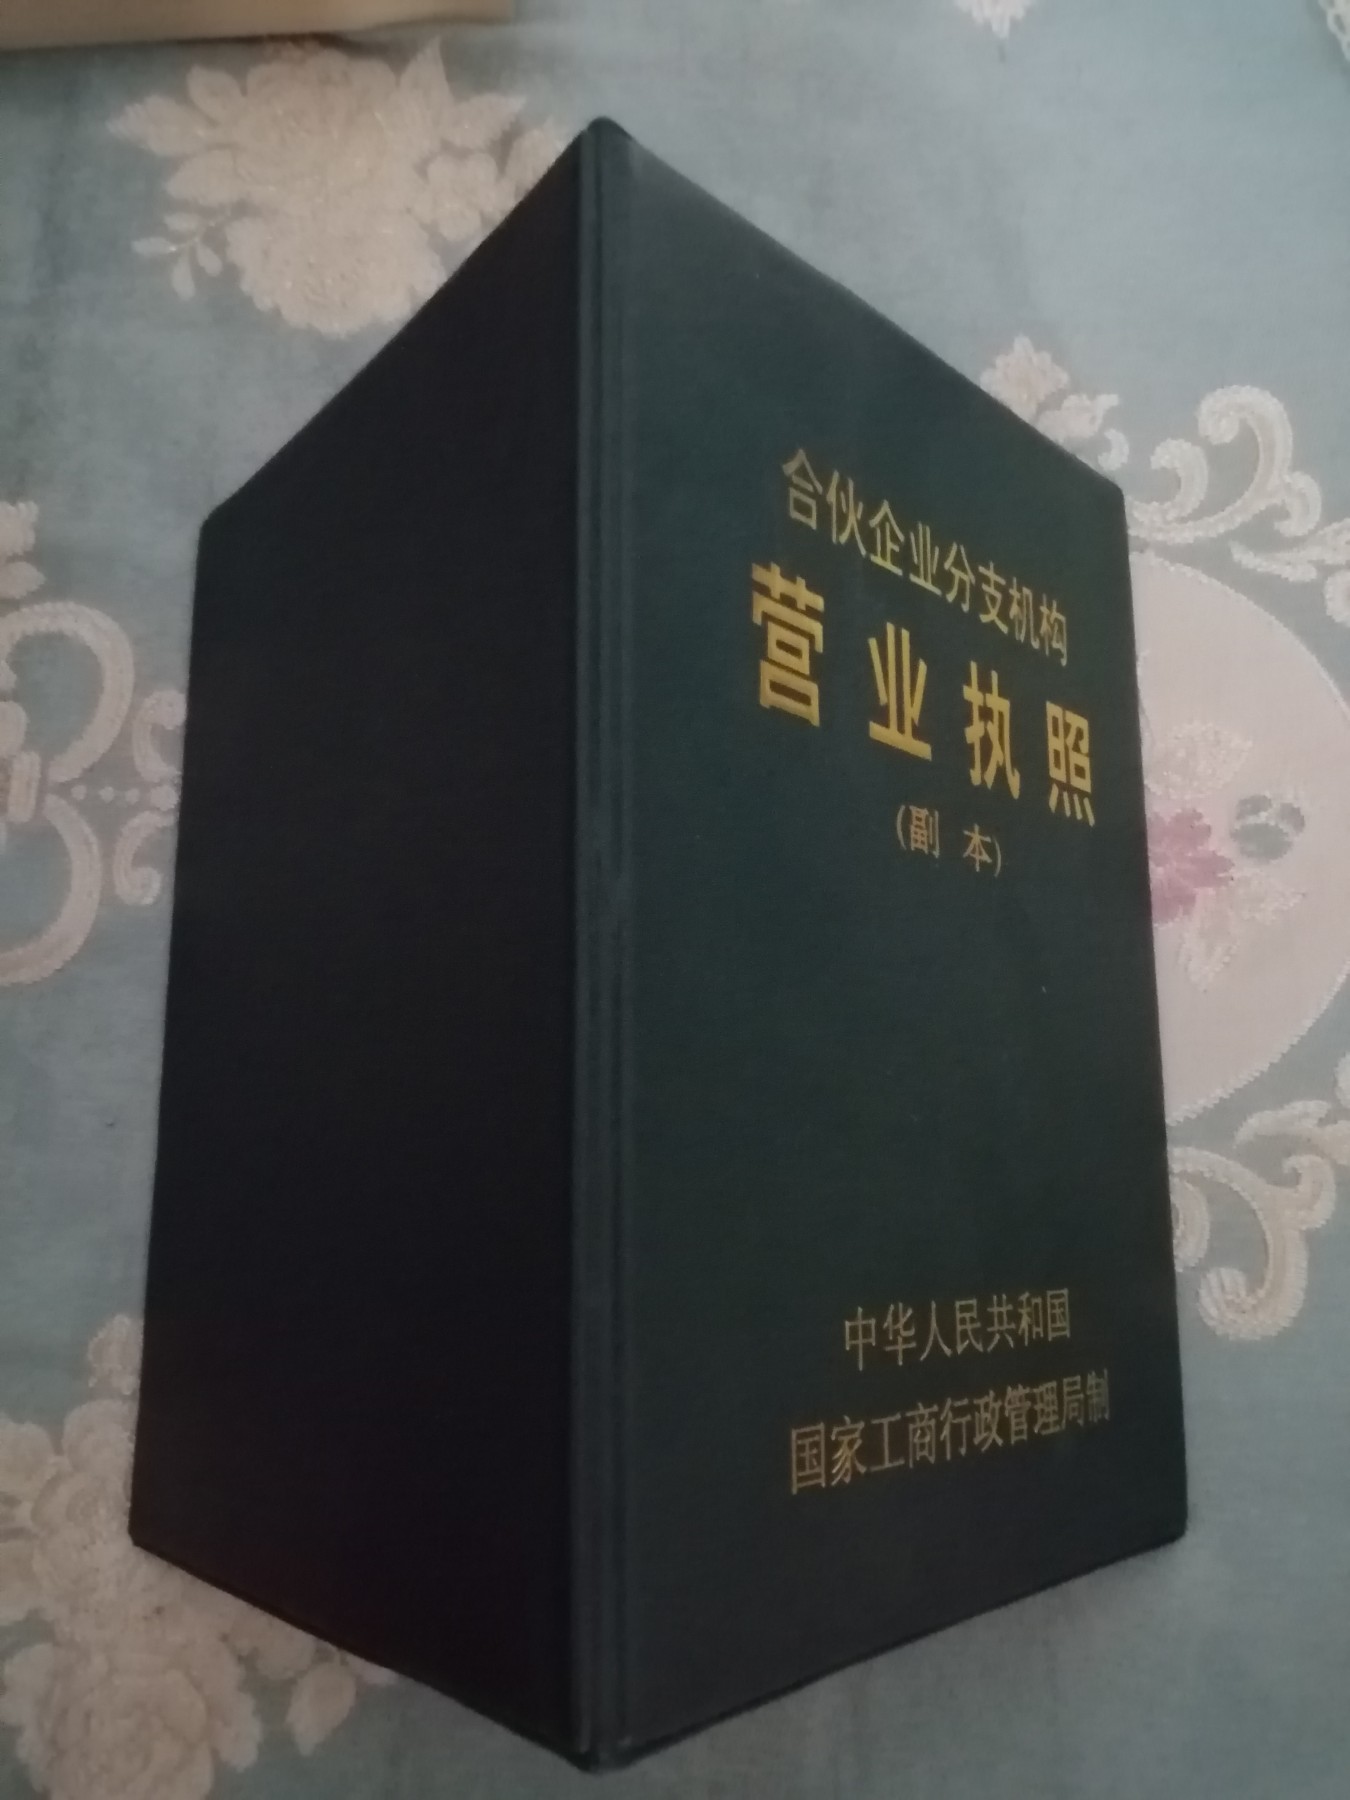 合伙企业分支机构
营业执照
(副本)
中华人民共和国
国家工商行政管理局制